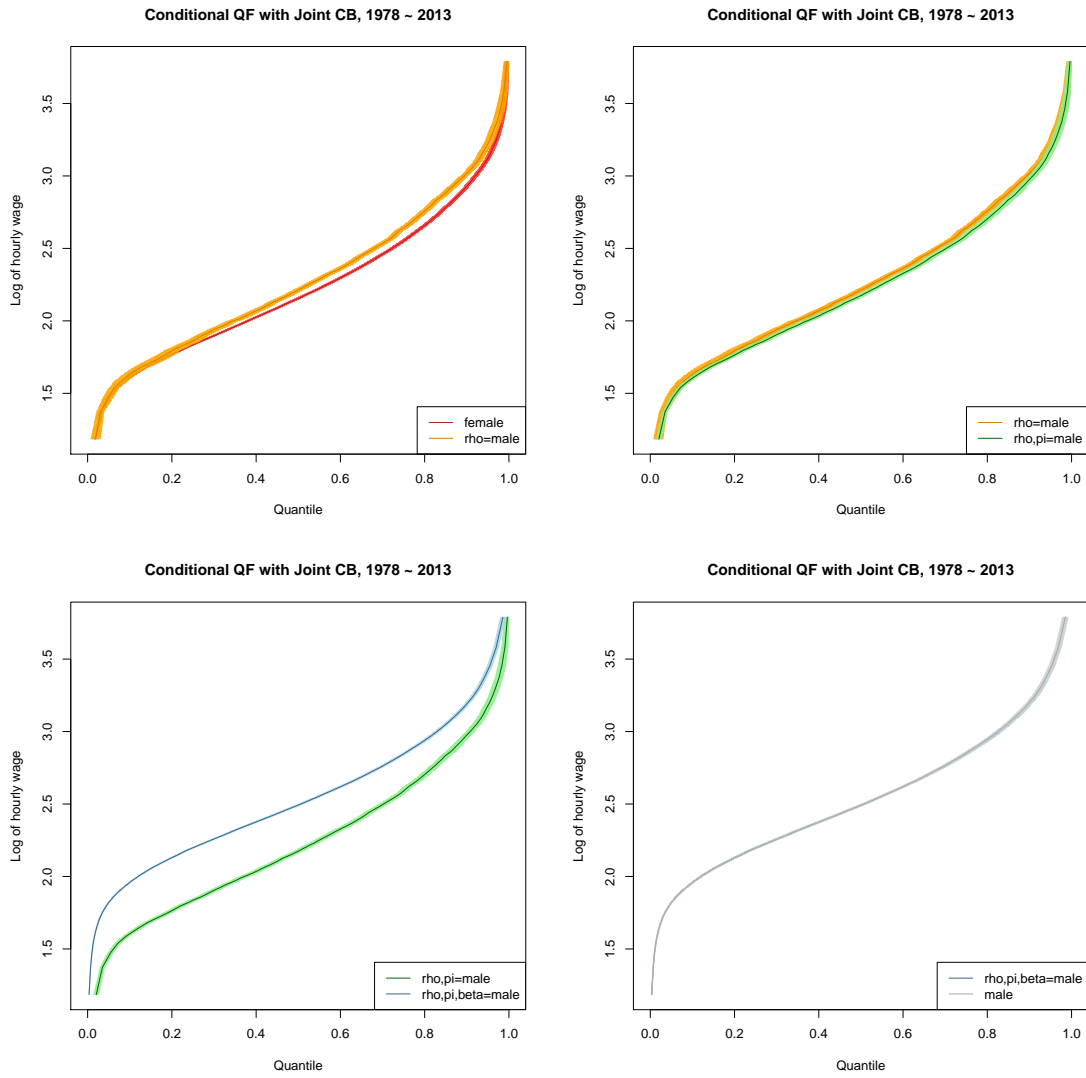 Conditional QF with Joint CB, 1978 ~ 2013
Log of hourly wage
3.5
3.0
2.5
2.0
1.5
female
rho=male
0.0 0.2 0.4 0.6 0.8 1.0
Quantile
Conditional QF with Joint CB, 1978 ~ 2013
Log of hourly wage
3.5
3.0
2.5
2.0
1.5
rho=male
rho,pi=male
0.0 0.2 0.4 0.6 0.8 1.0
Quantile
Conditional QF with Joint CB, 1978 ~ 2013
Log of hourly wage
3.5
3.0
2.5
2.0
1.5
rho,pi=male
rho,pi,beta=male
0.0 0.2 0.4 0.6 0.8 1.0
Quantile
Conditional QF with Joint CB, 1978 ~ 2013
Log of hourly wage
3.5
3.0
2.5
2.0
1.5
rho,pi,beta=male
male
0.0 0.2 0.4 0.6 0.8 1.0
Quantile